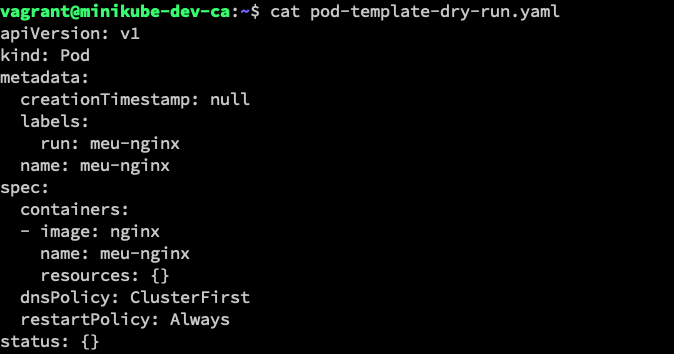 vagrant@minikube-dev-ca:~$ cat pod-template-dry-run.yaml
apiVersion: v1
kind: Pod
metadata:
  creationTimestamp: null
  labels:
    run: meu-nginx
  name: meu-nginx
spec:
  containers:
  - image: nginx
    name: meu-nginx
    resources: {}
  dnsPolicy: ClusterFirst
  restartPolicy: Always
status: {}